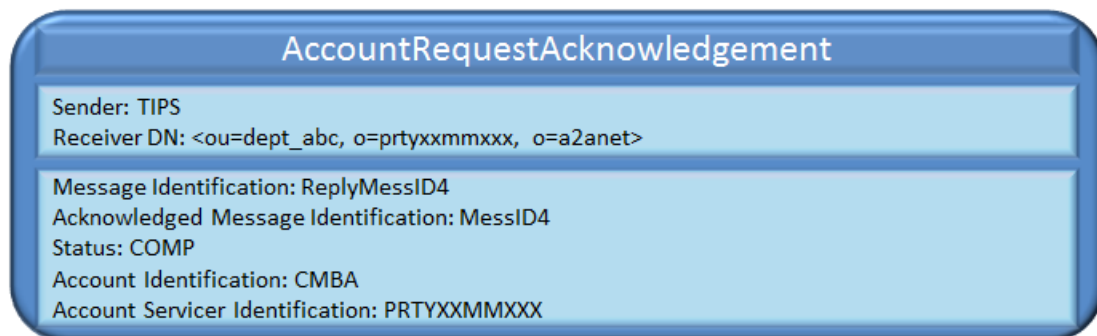 AccountRequestAcknowledgement
Sender: TIPS
Receiver DN: <ou=dept_abc, o=prtyxxmmxxx, o=a2anet>
Message Identification: ReplyMessID4
Acknowledged Message Identification: MessID4
Status: COMP
Account Identification: CMBA
Account Servicer Identification: PRTYXXMMXXX